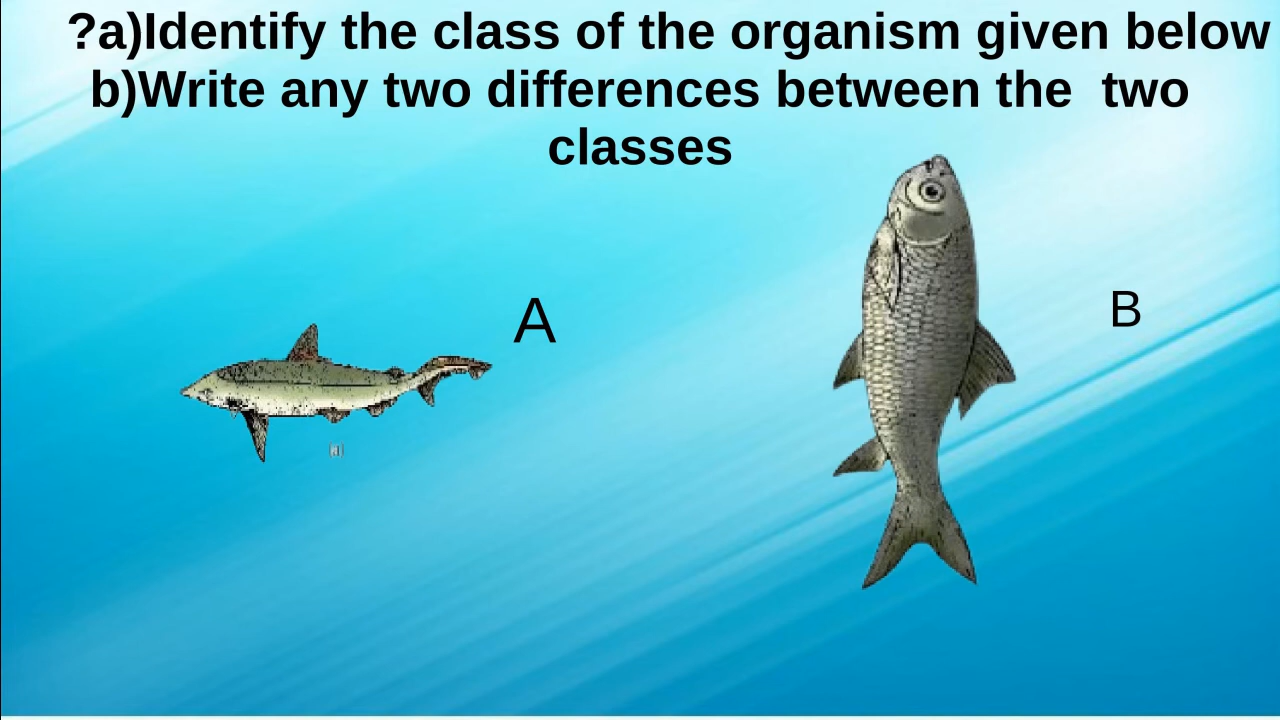 ?a)Identify the class of the organism given below
b)Write any two differences between the  two
classes
A
B